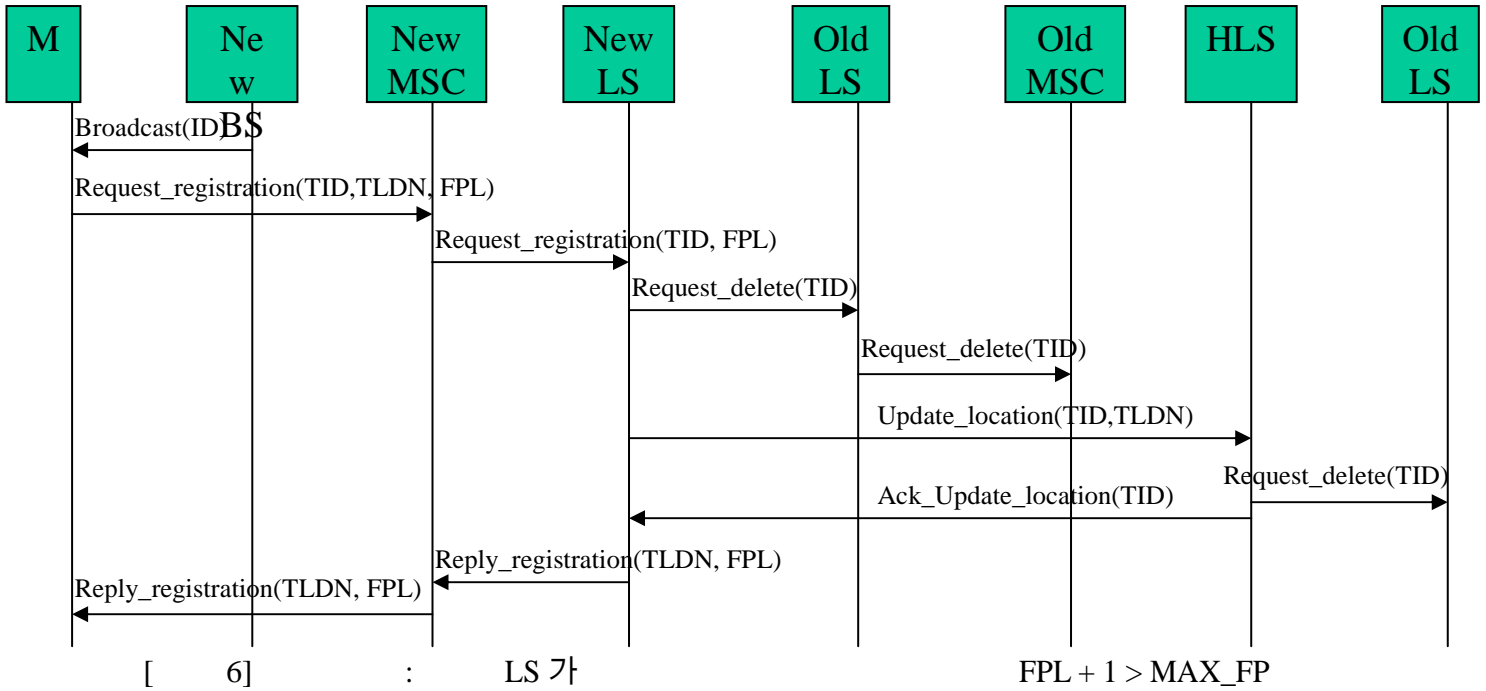 M
Ne
w
BS
New
MSC
New
LS
Old
LS
Old
MSC
HLS
Old
LS
Broadcast(ID)
Request_registration(TID,TLDN, FPL)
Request_registration(TID, FPL)
Request_delete(TID)
Request_delete(TID)
Update_location(TID,TLDN)
Request_delete(TID)
Ack_Update_location(TID)
Reply_registration(TLDN, FPL)
Reply_registration(TLDN, FPL)
[ 6] : LS 가 FPL + 1 > MAX_FP